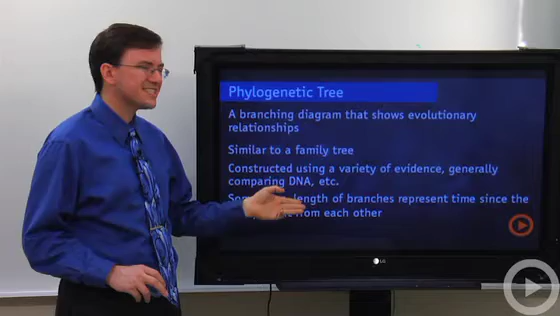 Phylogenetic Tree
A branching diagram that shows evolutionary
relationships
Similar to a family tree
Constructed using a variety of evidence, generally
comparing DNA, etc.
length of branches represent time since the
from each other
LG